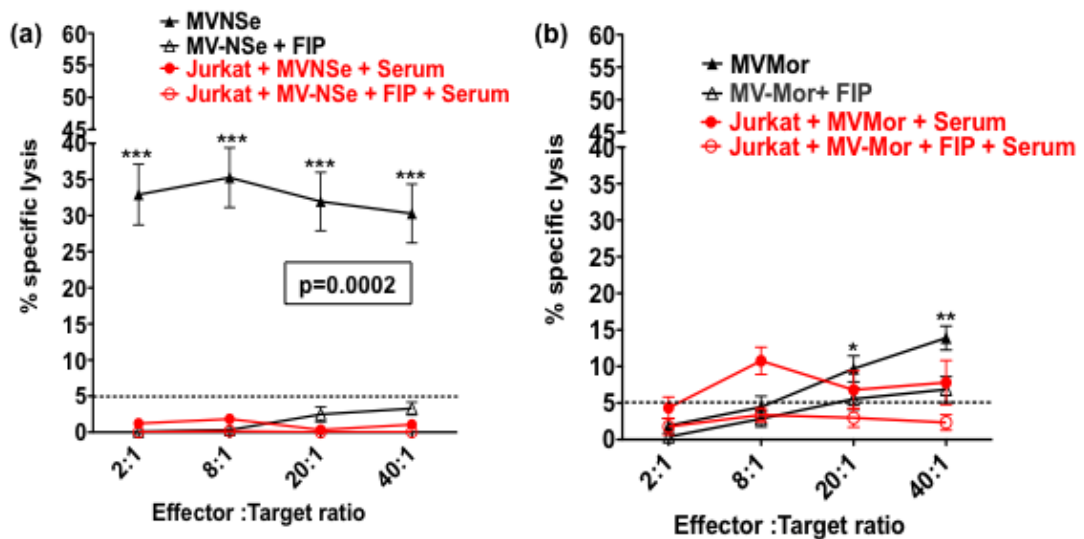 (a)
MVNSe
MV-NSe + FIP
Jurkat + MVNSe + Serum
Jurkat + MV-NSe + FIP + Serum
% specific lysis
60
55
50
45
40
35
30
25
20
15
10
5
0
***
***
***
***
p=0.0002
2:1
8:1
20:1
40:1
Effector :Target ratio
(b)
MVMor
MV-Mor+ FIP
Jurkat + MVMor + Serum
Jurkat + MV-Mor + FIP + Serum
% specific lysis
60
55
50
45
40
35
30
25
20
15
10
5
0
*
**
2:1
8:1
20:1
40:1
Effector :Target ratio